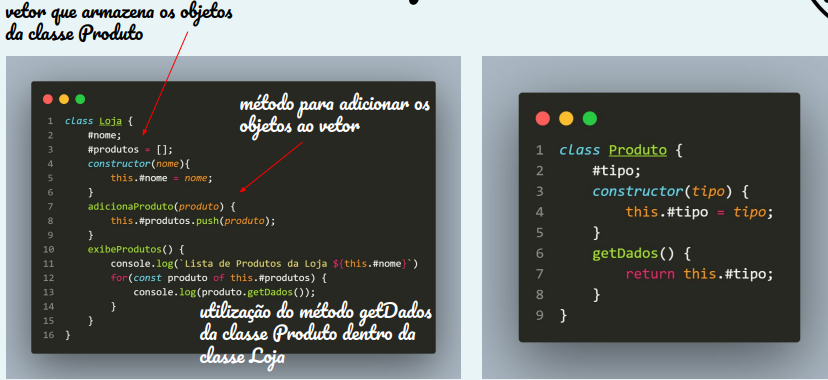 vetor que armazena os objetos
da classe Produto
método para adicionar os
objetos ao vetor
1 class Loja {
2 #nome;
3 #produtos = [];
4 constructor(nome){
5 this.#nome = nome;
6 }
7 adicionaProduto(produto) {
8 this.#produtos.push(produto);
9 }
10 exibeProdutos() {
11 console.log(`Lista de Produtos da Loja ${this.#nome}`)
12 for(const produto of this.#produtos) {
13 console.log(produto.getDados());
14 }
15 }
16 }
utilização do método getDados
da classe Produto dentro da
classe Loja
1 class Produto {
2 #tipo;
3 constructor(tipo) {
4 this.#tipo = tipo;
5 }
6 getDados() {
7 return this.#tipo;
8 }
9 }